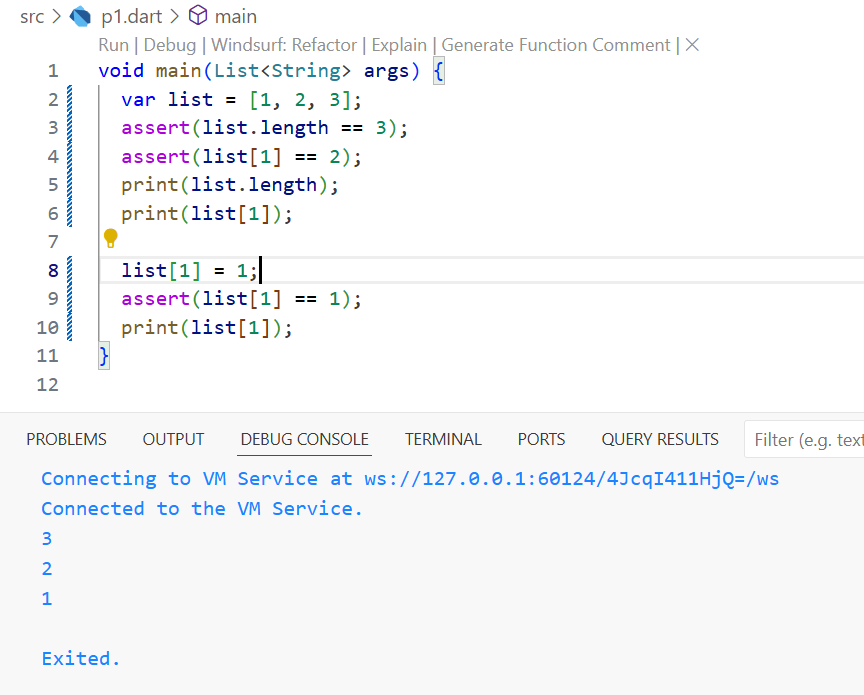 src > p1.dart > main
Run | Debug | Windsurf: Refactor | Explain | Generate Function Comment | ×
1 void main(List<String> args) {
2   var list = [1, 2, 3];
3   assert(list.length == 3);
4   assert(list[1] == 2);
5   print(list.length);
6   print(list[1]);
7
8   list[1] = 1;
9   assert(list[1] == 1);
10   print(list[1]);
11 }
12
PROBLEMS OUTPUT DEBUG CONSOLE TERMINAL PORTS QUERY RESULTS Filter (e.g. text
Connecting to VM Service at ws://127.0.0.1:60124/4JcqI411HjQ=/ws
Connected to the VM Service.
3
2
1
Exited.